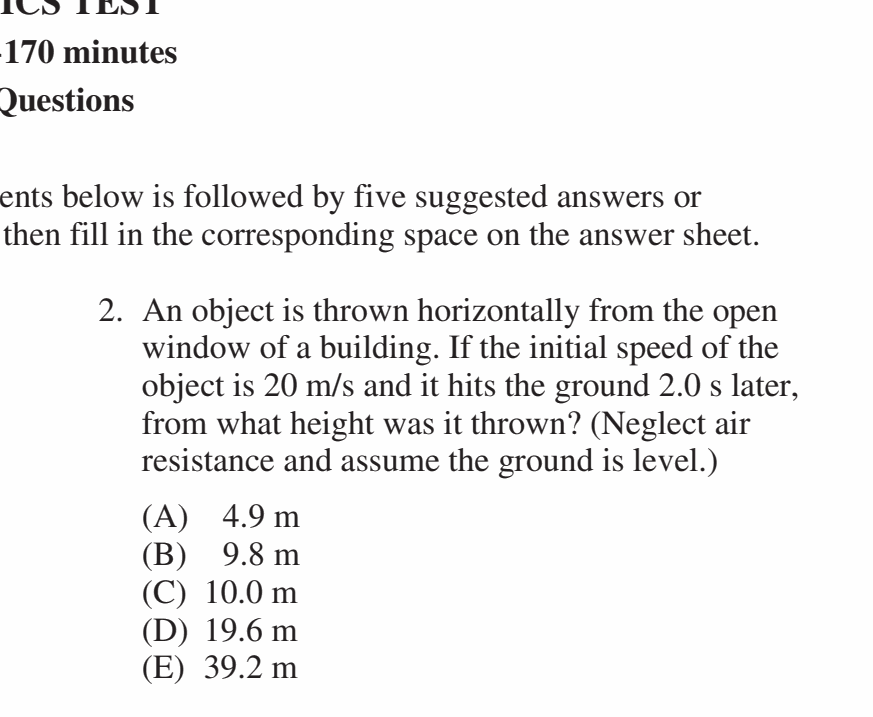 ICS TEST
-170 minutes
Questions
ents below is followed by five suggested answers or
then fill in the corresponding space on the answer sheet.
2. An object is thrown horizontally from the open
window of a building. If the initial speed of the
object is 20 m/s and it hits the ground 2.0 s later,
from what height was it thrown? (Neglect air
resistance and assume the ground is level.)
(A) 4.9 m
(B) 9.8 m
(C) 10.0 m
(D) 19.6 m
(E) 39.2 m